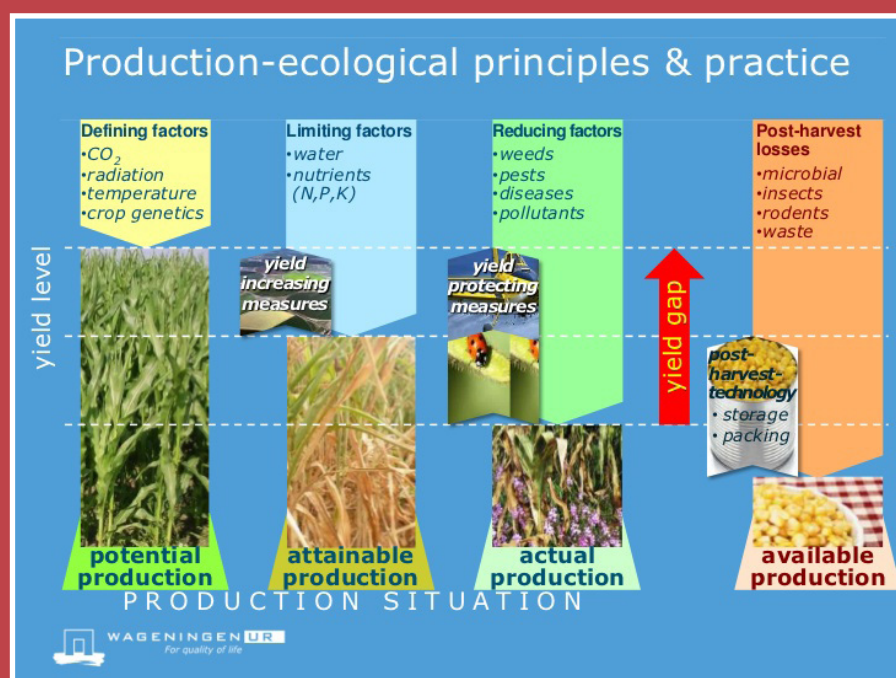 Production-ecological principles & practice
Defining factors
•CO₂
•radiation
•temperature
•crop genetics
Limiting factors
•water
•nutrients
(N,P,K)
Reducing factors
•weeds
•pests
•diseases
•pollutants
Post-harvest
losses
•microbial
•insects
•rodents
•waste
yield level
yield
increasing
measures
yield
protecting
measures
yield gap
post-
harvest-
technology
• storage
• packing
potential
production
attainable
production
actual
production
available
production
PRODUCTION SITUATION
WAGENINGEN UR
For quality of life